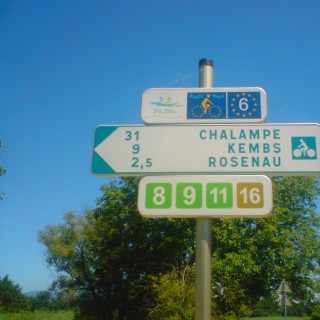 6
31 CHALAMPE
9 KEMBS
2,5 ROSENAU
8 9 11 16